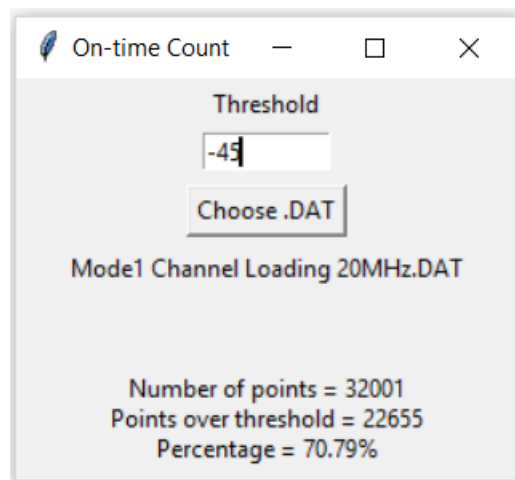 On-time Count
Threshold
-45
Choose .DAT
Mode1 Channel Loading 20MHz.DAT
Number of points = 32001
Points over threshold = 22655
Percentage = 70.79%